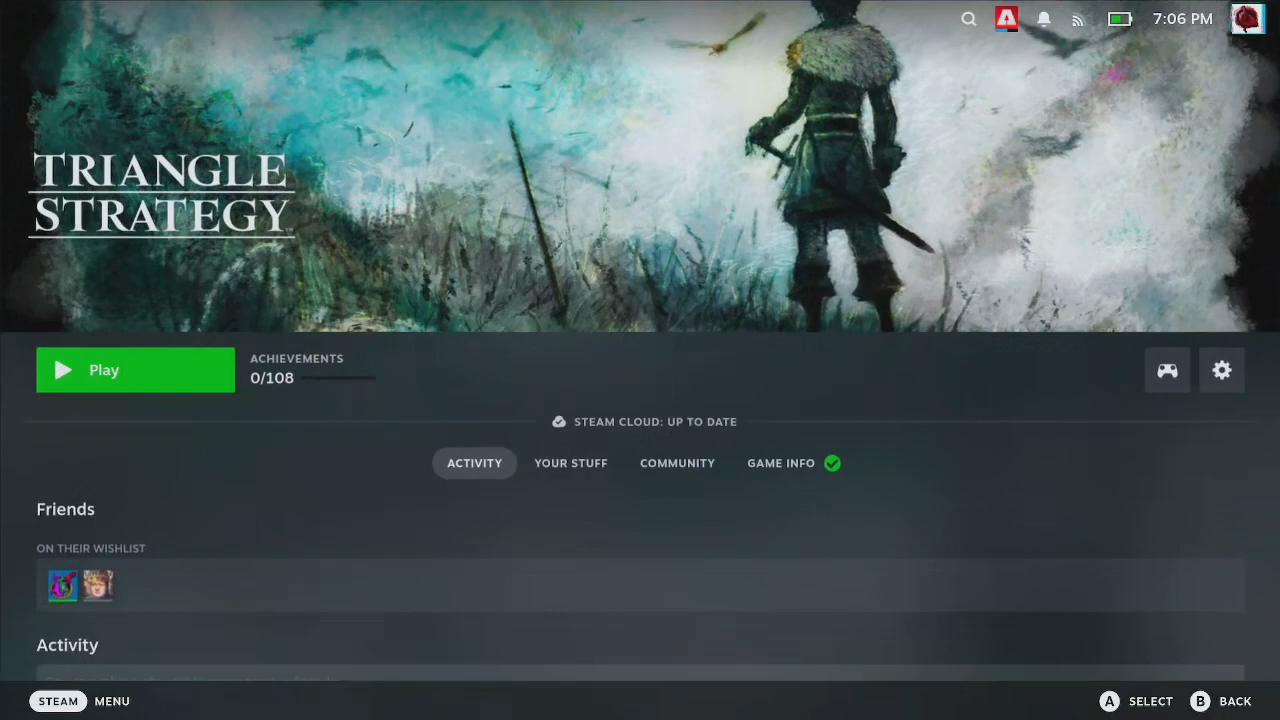 7:06 PM
TRIANGLE
STRATEGY
Play
ACHIEVEMENTS
0/108
STEAM CLOUD: UP TO DATE
ACTIVITY
YOUR STUFF
COMMUNITY
GAME INFO
Friends
ON THEIR WISHLIST
Activity
STEAM MENU
A SELECT B BACK